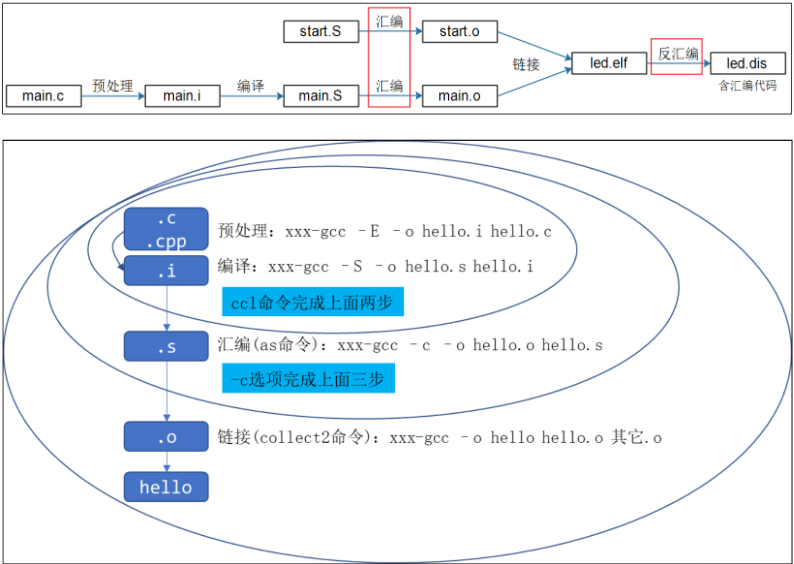 start.S 汇编 start.o
链接 led.elf 反汇编 led.dis
含汇编代码
main.c 预处理 main.i 编译 main.S 汇编 main.o
.c
.cpp
预处理: xxx-gcc -E -o hello.i hello.c
.i
编译: xxx-gcc -S -o hello.s hello.i
cc1命令完成上面两步
.s
汇编(as命令): xxx-gcc -c -o hello.o hello.s
-c选项完成上面三步
.o
链接(collect2命令): xxx-gcc -o hello hello.o 其它.o
hello